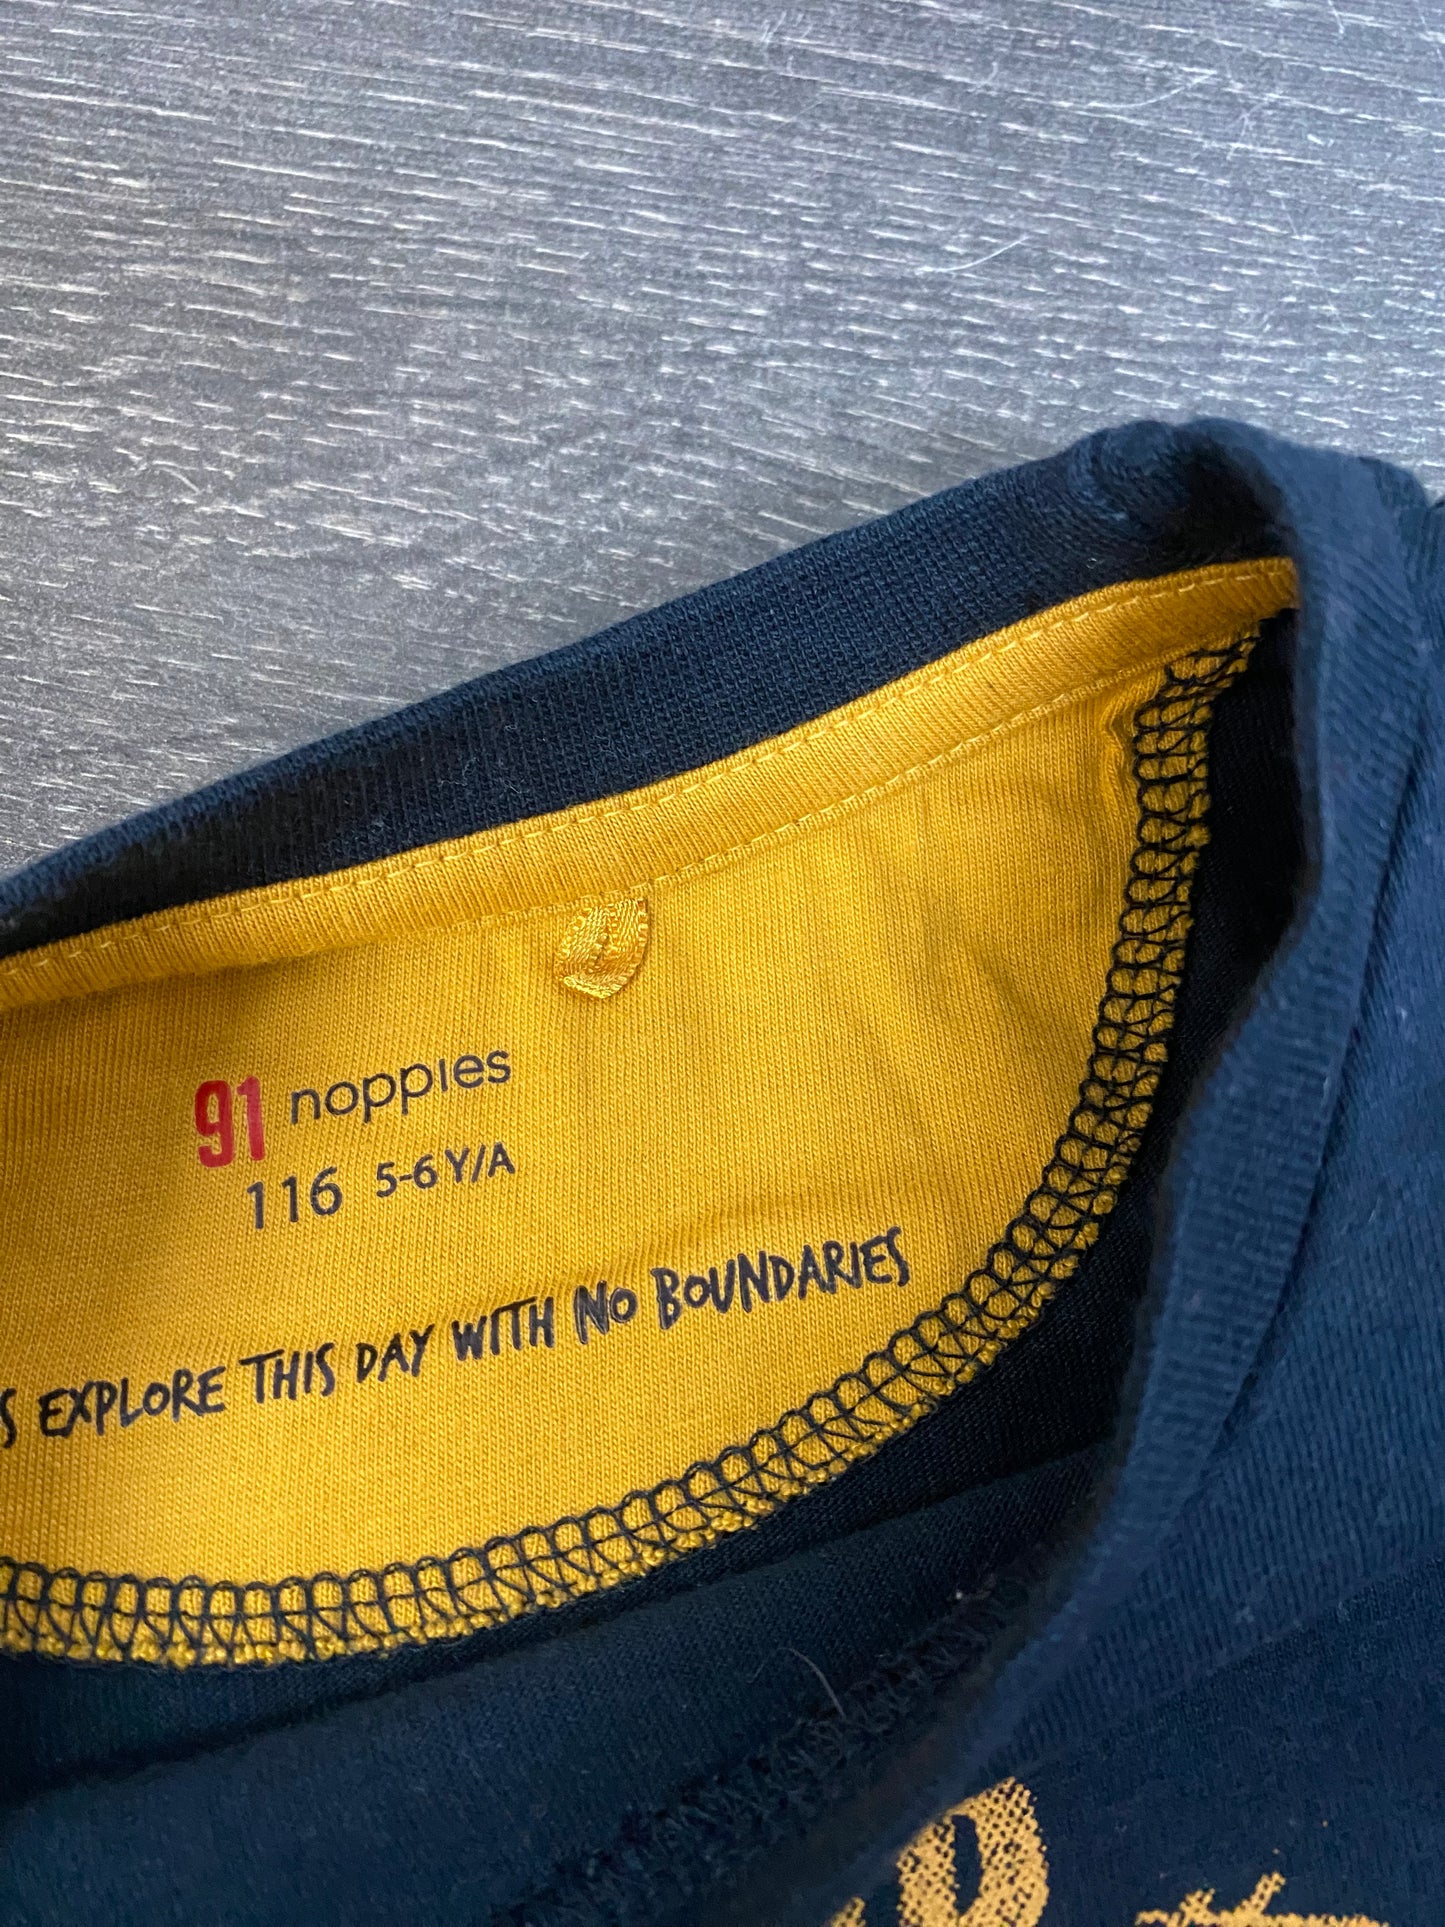 91 noppies
116 5-6 Y/A
S EXPLORE THIS DAY WITH NO BOUNDARIES